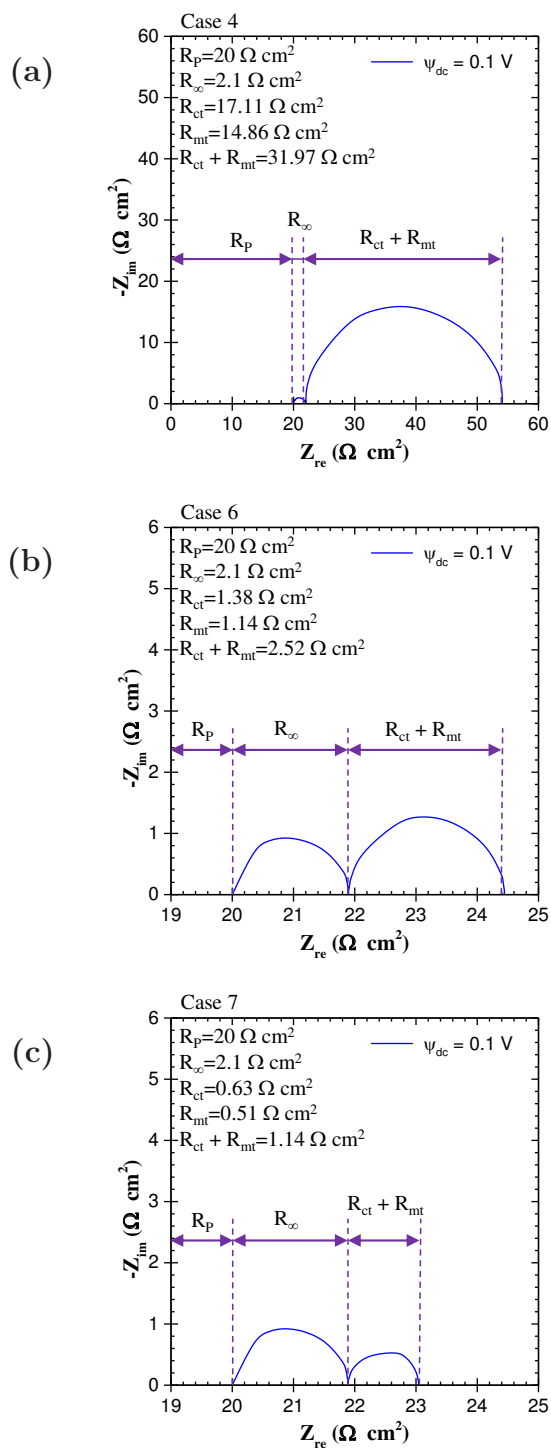 Case 4
(a)
R_P=20 Ω cm²
R_∞=2.1 Ω cm²
R_ct=17.11 Ω cm²
R_mt=14.86 Ω cm²
R_ct + R_mt=31.97 Ω cm²
ψ_dc = 0.1 V
R_P
R_∞
R_ct + R_mt
60
50
40
30
20
10
0
-Z_im (Ω cm²)
0 10 20 30 40 50 60
Z_re (Ω cm²)
Case 6
(b)
R_P=20 Ω cm²
R_∞=2.1 Ω cm²
R_ct=1.38 Ω cm²
R_mt=1.14 Ω cm²
R_ct + R_mt=2.52 Ω cm²
ψ_dc = 0.1 V
R_P
R_∞
R_ct + R_mt
6
5
4
3
2
1
0
-Z_im (Ω cm²)
19 20 21 22 23 24 25
Z_re (Ω cm²)
Case 7
(c)
R_P=20 Ω cm²
R_∞=2.1 Ω cm²
R_ct=0.63 Ω cm²
R_mt=0.51 Ω cm²
R_ct + R_mt=1.14 Ω cm²
ψ_dc = 0.1 V
R_P
R_∞
R_ct + R_mt
6
5
4
3
2
1
0
-Z_im (Ω cm²)
19 20 21 22 23 24 25
Z_re (Ω cm²)